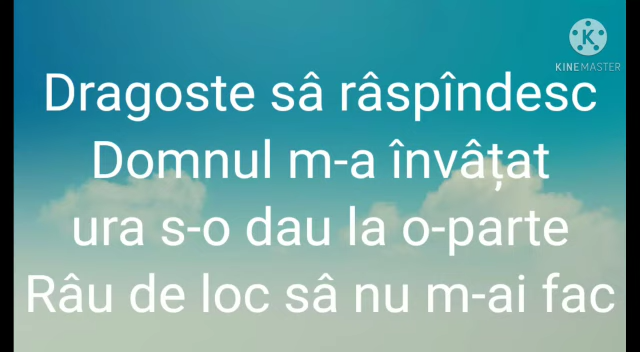 KINEMASTER
Dragoste sâ râspîndesc
Domnul m-a învâțat
ura s-o dau la o-parte
Râu de loc sâ nu m-ai fac